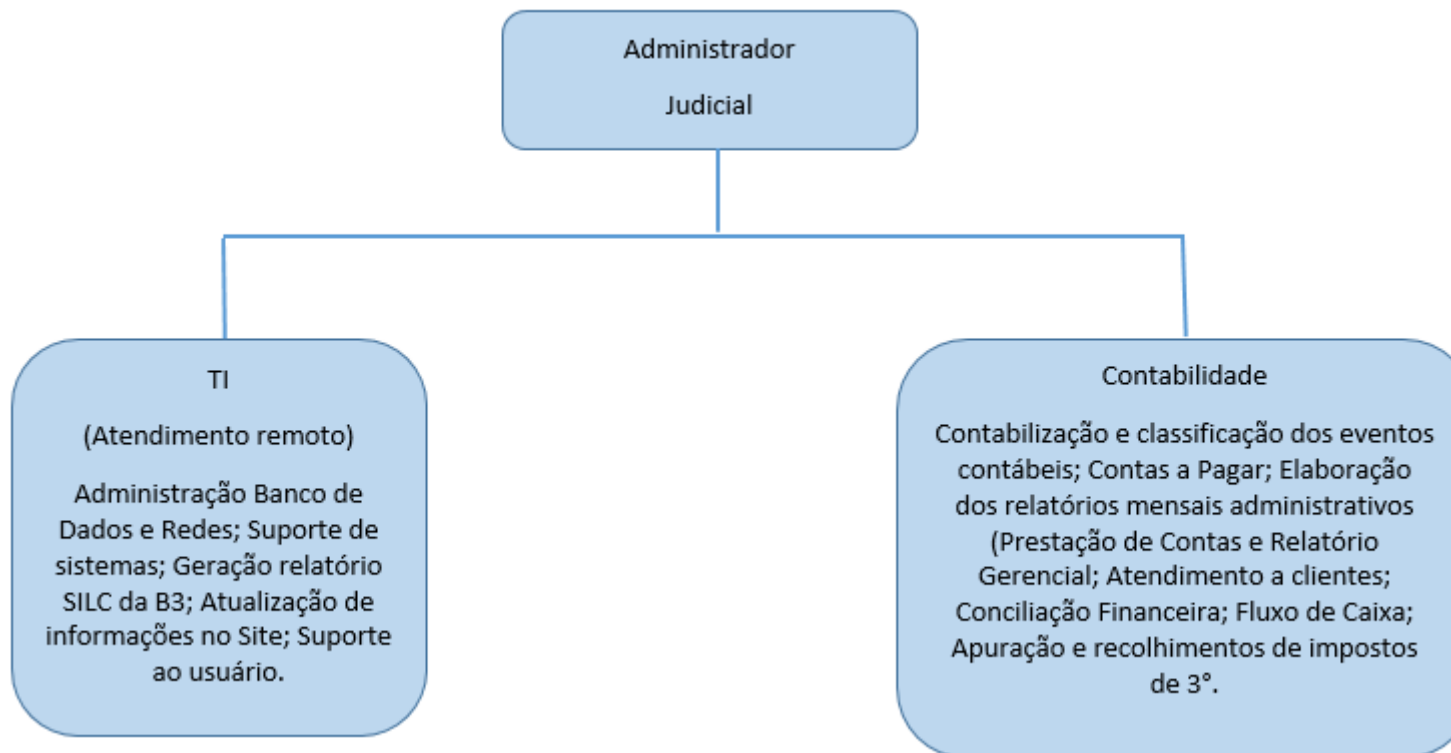 Administrador
Judicial
TI
(Atendimento remoto)
Administração Banco de
Dados e Redes; Suporte de
sistemas; Geração relatório
SILC da B3; Atualização de
informações no Site; Suporte
ao usuário.
Contabilidade
Contabilização e classificação dos eventos
contábeis; Contas a Pagar; Elaboração
dos relatórios mensais administrativos
(Prestação de Contas e Relatório
Gerencial; Atendimento a clientes;
Conciliação Financeira; Fluxo de Caixa;
Apuração e recolhimentos de impostos
de 3°.